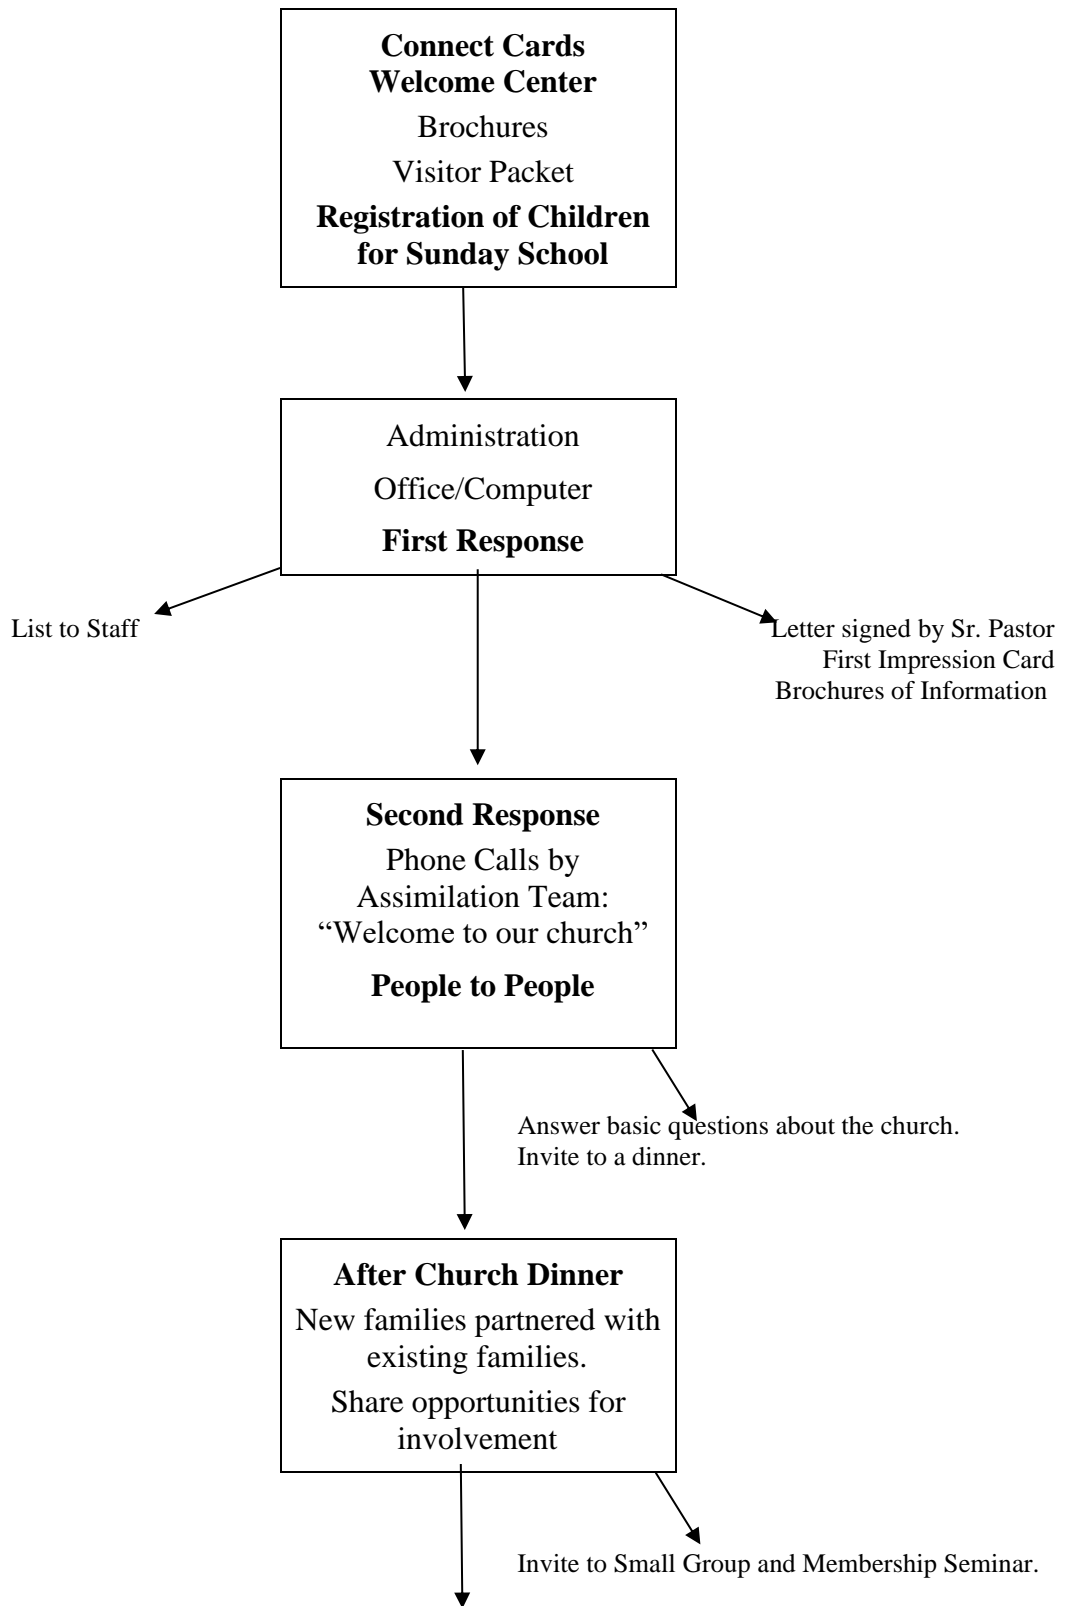 Connect Cards
Welcome Center
Brochures
Visitor Packet
Registration of Children
for Sunday School
Administration
Office/Computer
First Response
List to Staff
Letter signed by Sr. Pastor
First Impression Card
Brochures of Information
Second Response
Phone Calls by
Assimilation Team:
“Welcome to our church”
People to People
Answer basic questions about the church.
Invite to a dinner.
After Church Dinner
New families partnered with
existing families.
Share opportunities for
involvement
Invite to Small Group and Membership Seminar.